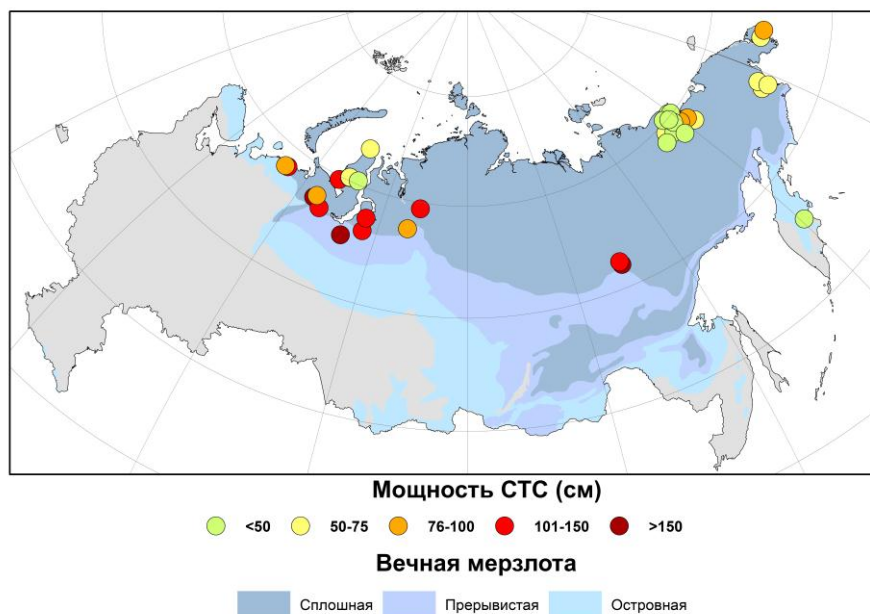 Мощность СТС (см)
<50 50-75 76-100 101-150 >150
Вечная мерзлота
Сплошная Прерывистая Островная